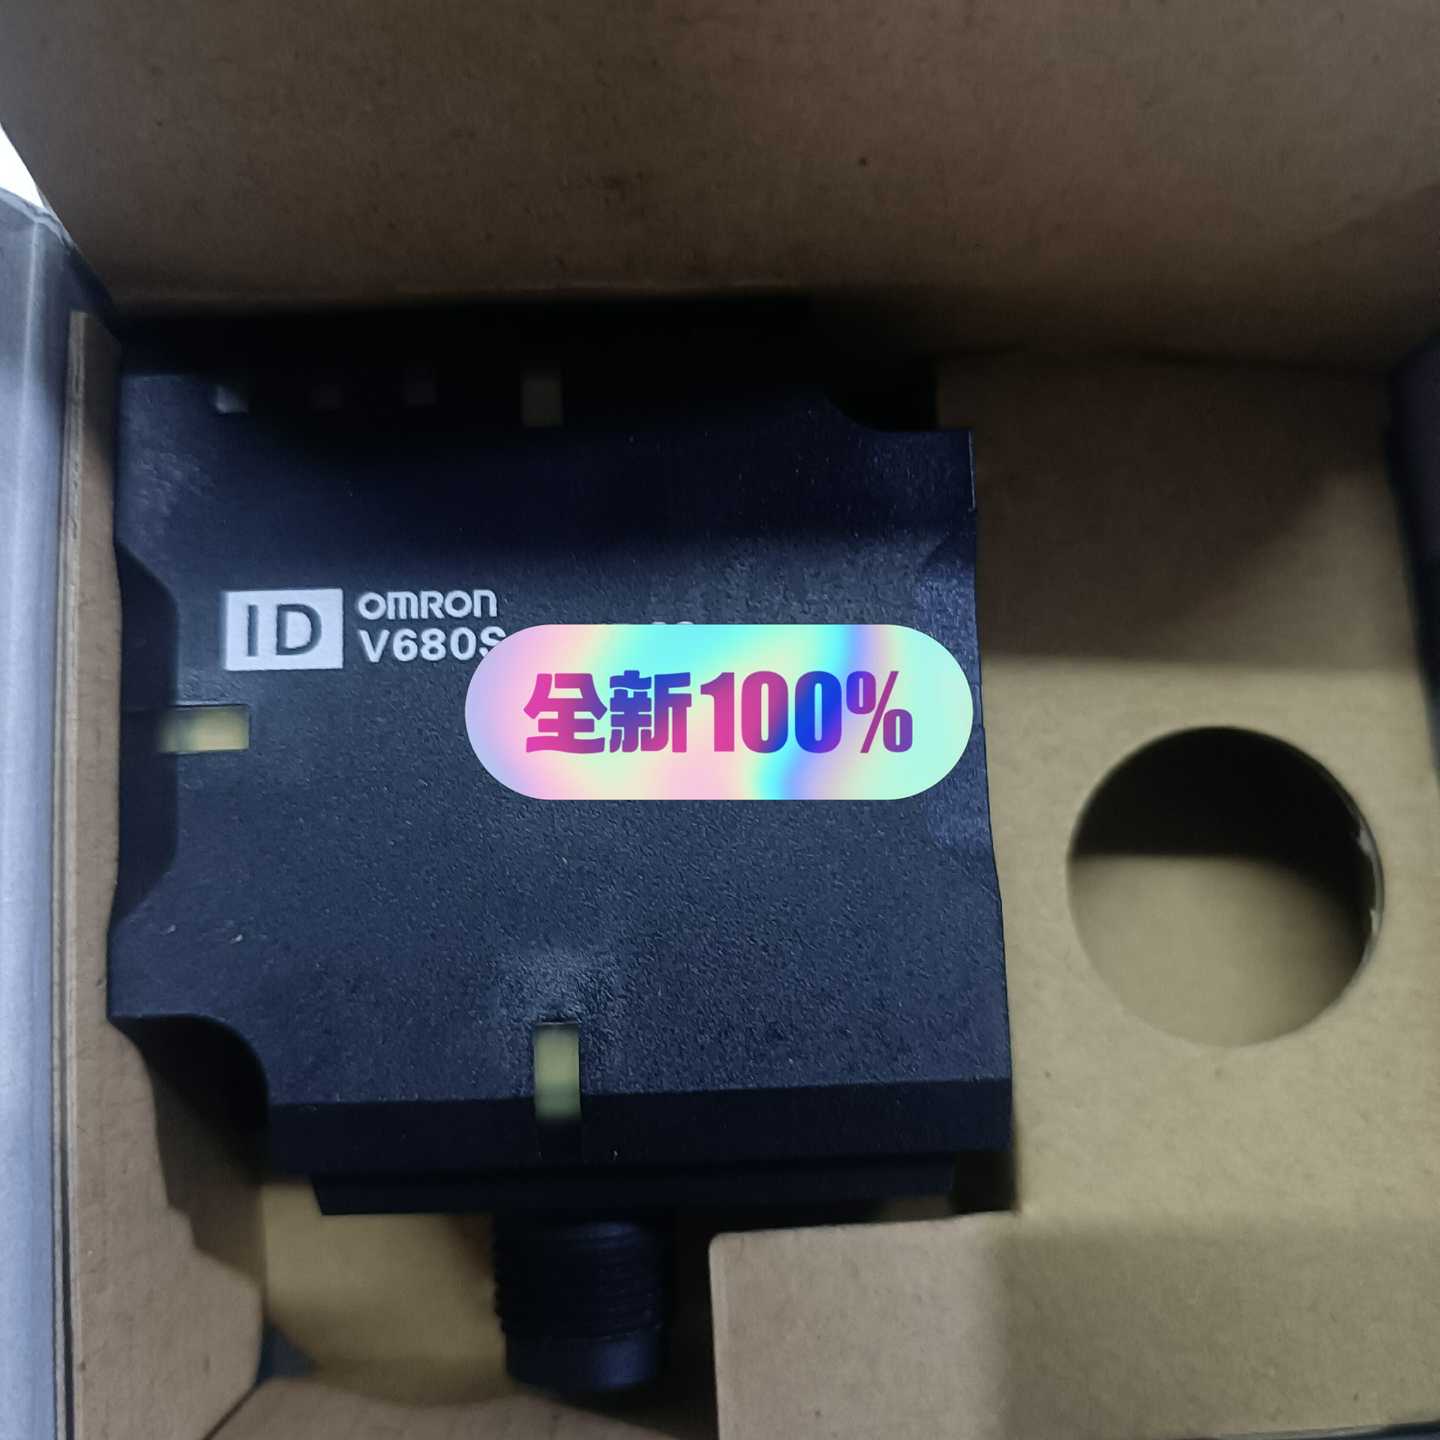 ID
OMRON
V680S
全新100%